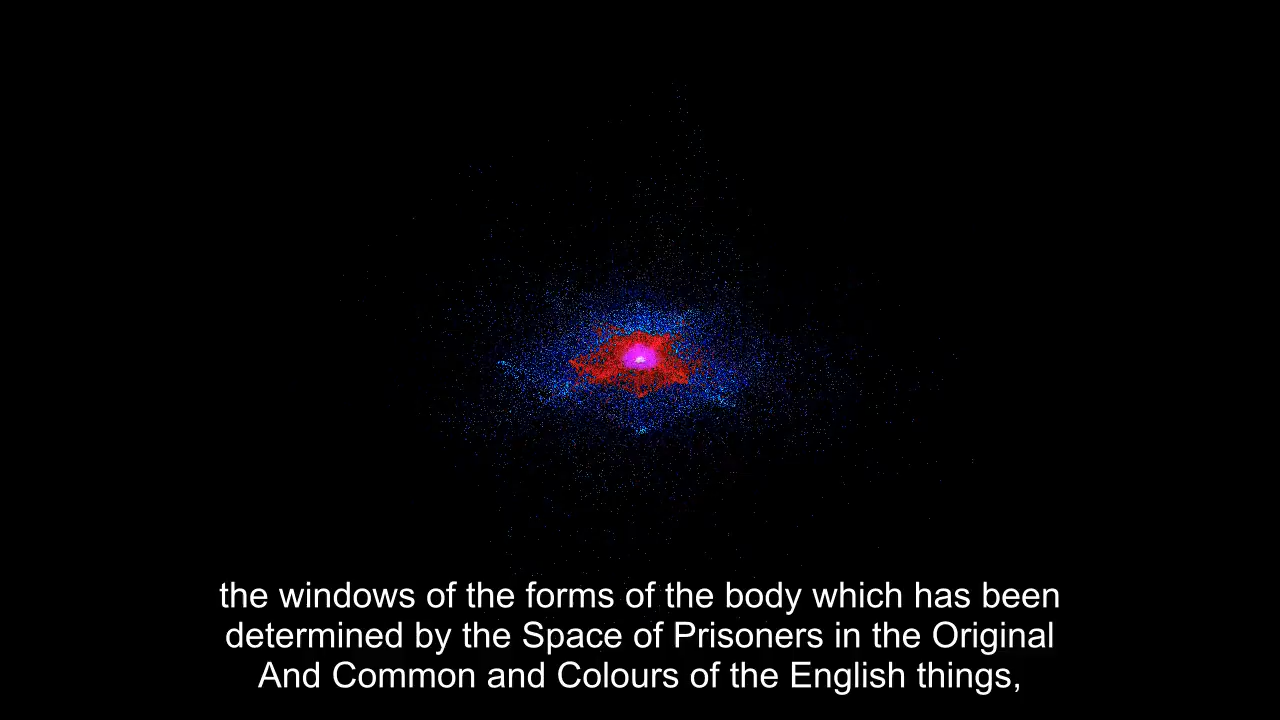 the windows of the forms of the body which has been
determined by the Space of Prisoners in the Original
And Common and Colours of the English things,